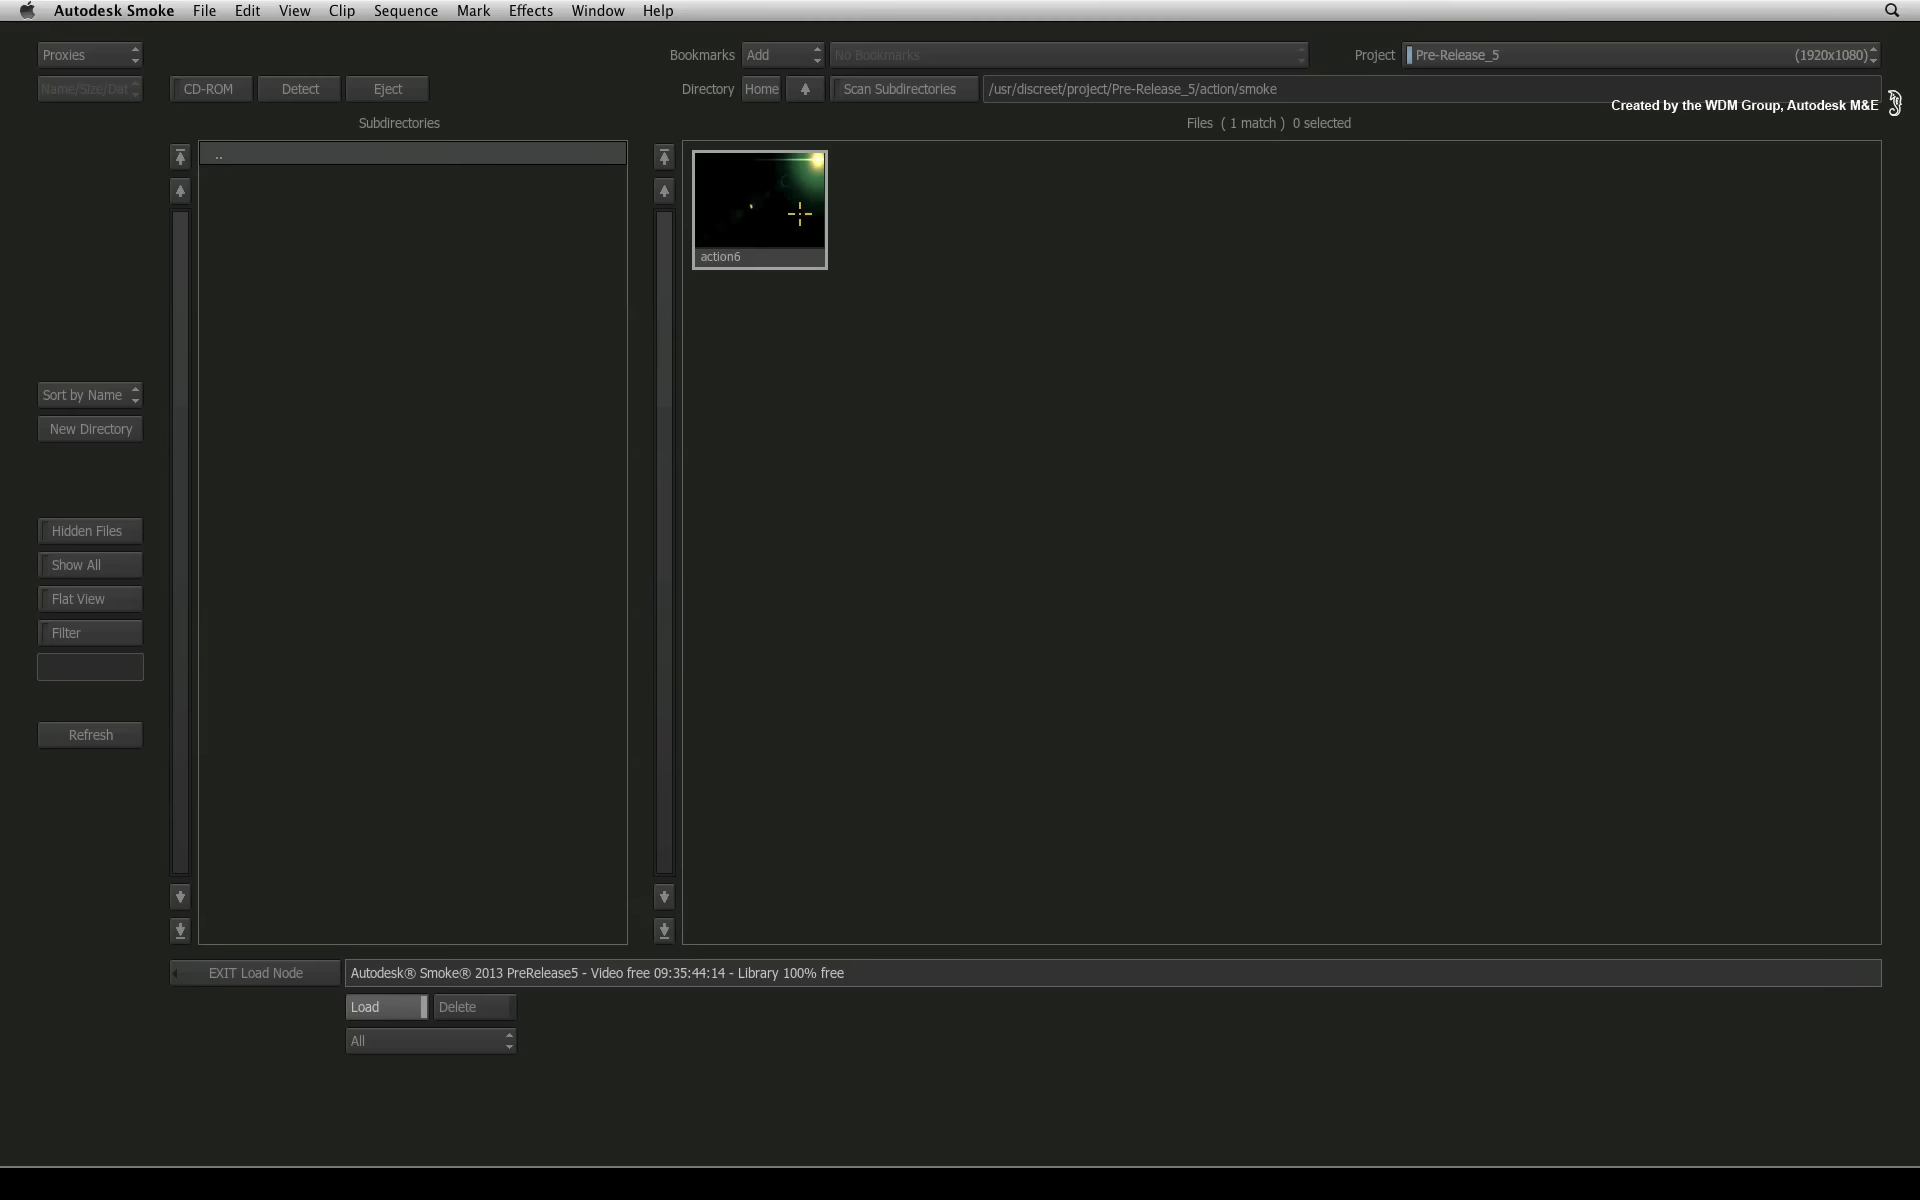 Autodesk Smoke File Edit View Clip Sequence Mark Effects Window Help
Proxies Bookmarks Add No Bookmarks Project Pre-Release_5 (1920x1080)
Name/Size/Dat CD-ROM Detect Eject Directory Home Scan Subdirectories /usr/discreet/project/Pre-Release_5/action/smoke
Created by the WDM Group, Autodesk M&E
Subdirectories Files ( 1 match ) 0 selected
..
action6
Sort by Name
New Directory
Hidden Files
Show All
Flat View
Filter
Refresh
EXIT Load Node Autodesk® Smoke® 2013 PreRelease5 - Video free 09:35:44:14 - Library 100% free
Load Delete
All